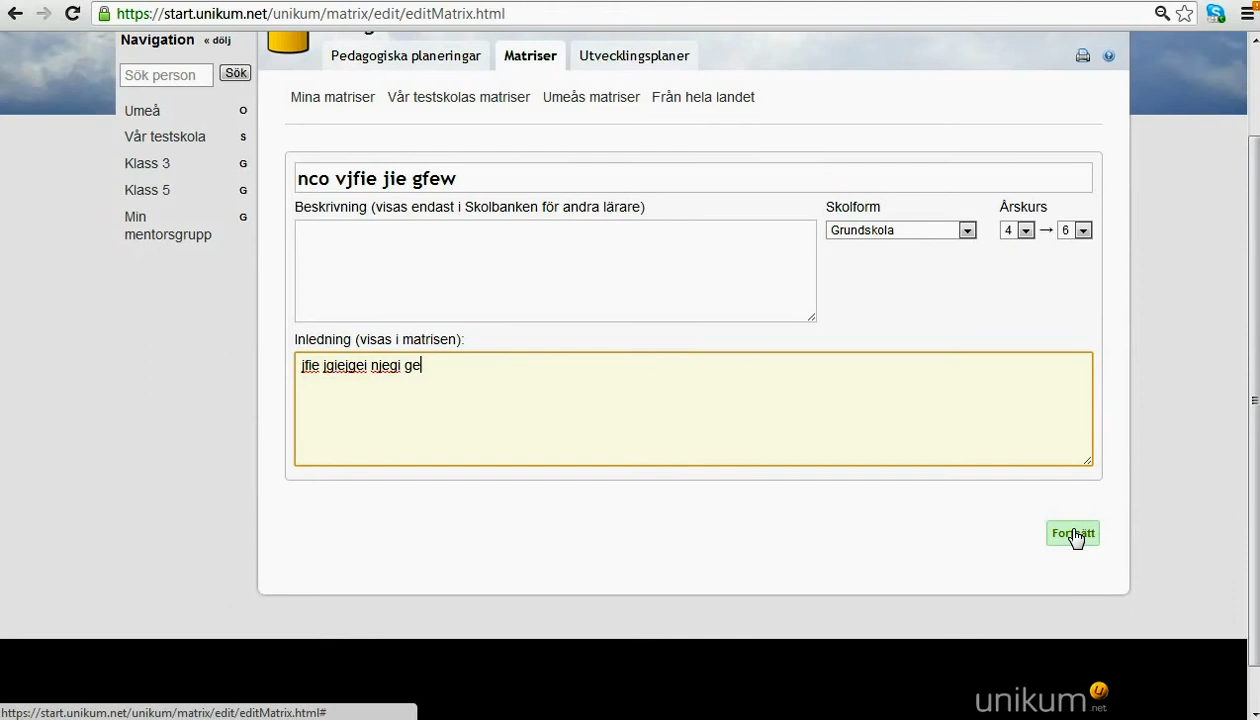 https://start.unikum.net/unikum/matrix/edit/editMatrix.html
Navigation « dölj
Sök person Sök
Umeå O
Vår testskola S
Klass 3 G
Klass 5 G
Min mentorsgrupp G
Pedagogiska planeringar Matriser Utvecklingsplaner
Mina matriser Vår testskolas matriser Umeås matriser Från hela landet
nco vjfie jie gfew
Beskrivning (visas endast i Skolbanken för andra lärare) Skolform Årskurs
Grundskola 4 → 6
Inledning (visas i matrisen):
jfie jgiejgei njegi ge
Fortsätt
unikum.net
https://start.unikum.net/unikum/matrix/edit/editMatrix.html#